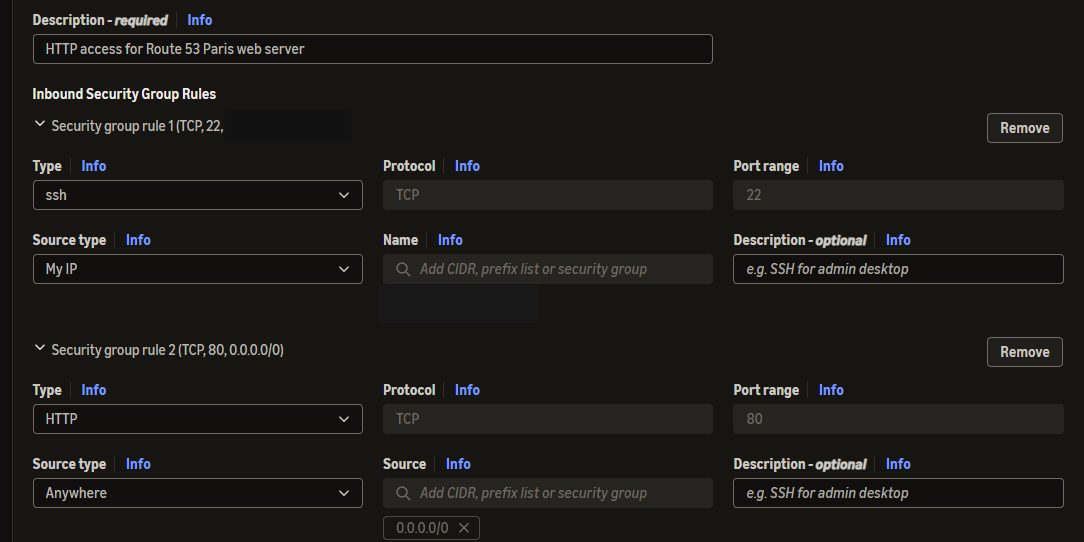 Description - required Info
HTTP access for Route 53 Paris web server
Inbound Security Group Rules
Security group rule 1 (TCP, 22,
Remove
Type Info Protocol Info Port range Info
ssh TCP 22
Source type Info Name Info Description - optional Info
My IP Add CIDR, prefix list or security group e.g. SSH for admin desktop
Security group rule 2 (TCP, 80, 0.0.0.0/0)
Remove
Type Info Protocol Info Port range Info
HTTP TCP 80
Source type Info Source Info Description - optional Info
Anywhere Add CIDR, prefix list or security group e.g. SSH for admin desktop
0.0.0.0/0